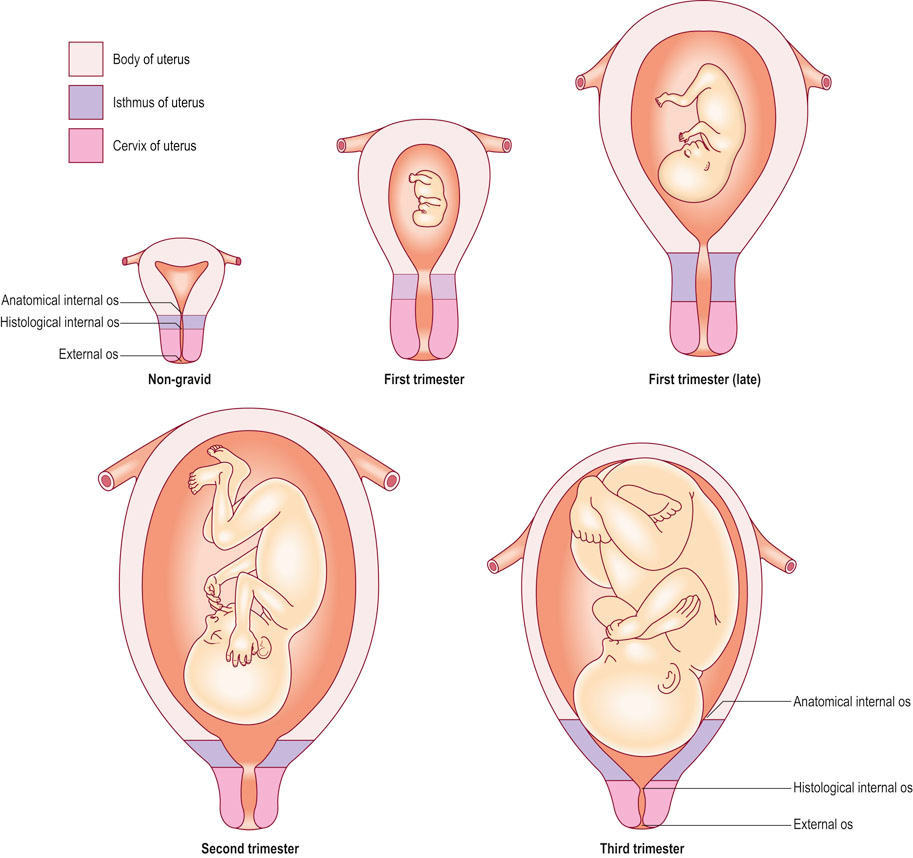 Body of uterus
Isthmus of uterus
Cervix of uterus
Anatomical internal os
Histological internal os
External os
Non-gravid
First trimester
First trimester (late)
Anatomical internal os
Histological internal os
External os
Second trimester
Third trimester